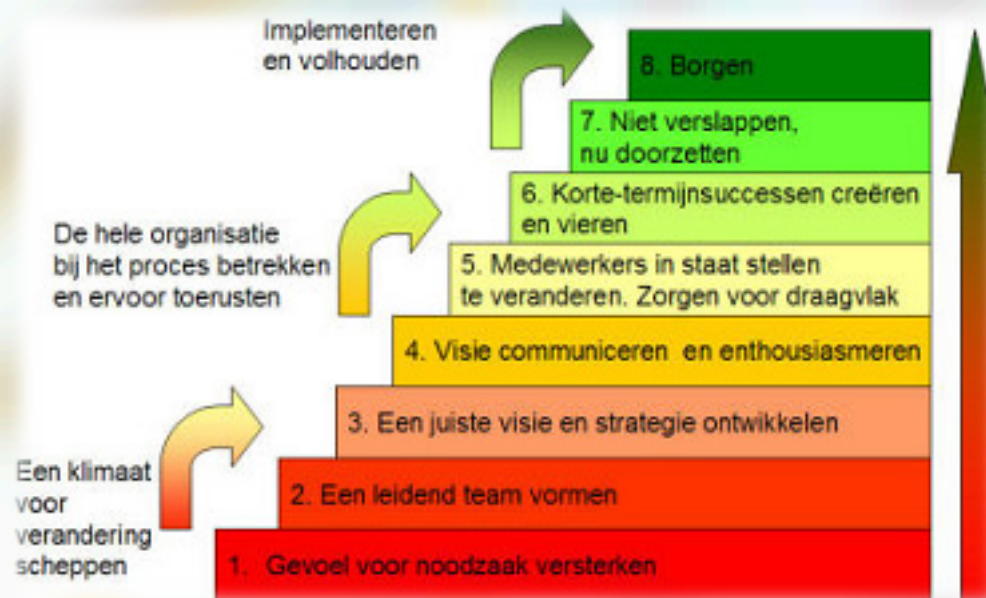 Implementeren
en volhouden
8. Borgen
7. Niet verslappen,
nu doorzetten
6. Korte-termijnsuccessen creëren
en vieren
De hele organisatie
bij het proces betrekken
en ervoor toerusten
5. Medewerkers in staat stellen
te veranderen. Zorgen voor draagvlak
4. Visie communiceren en enthousiasmeren
3. Een juiste visie en strategie ontwikkelen
Een klimaat
voor
verandering
scheppen
2. Een leidend team vormen
1. Gevoel voor noodzaak versterken